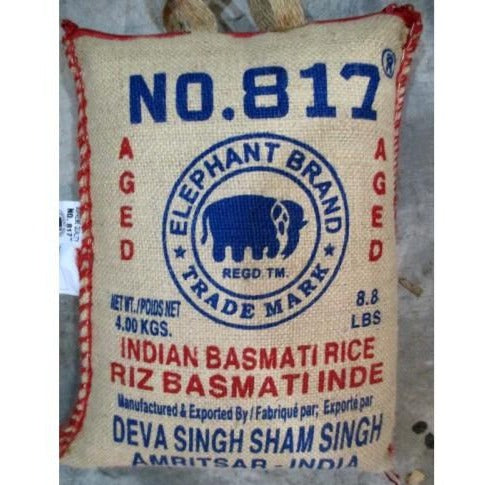 NO.817®
AGED
AGED
ELEPHANT BRAND
REGD.TM.
★ TRADE MARK ★
NET WT./POIDS NET
4.00 KGS.
8.8
LBS
INDIAN BASMATI RICE
RIZ BASMATI INDE
Manufactured & Exported By / Fabriqué par; Exporté par
DEVA SINGH SHAM SINGH
AMRITSAR - INDIA
NO. 817